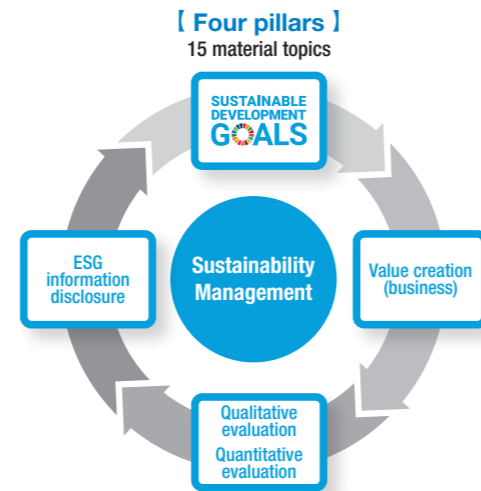 【 Four pillars 】
15 material topics
SUSTAINABLE
DEVELOPMENT
GOALS
ESG
information
disclosure
Sustainability
Management
Value creation
(business)
Qualitative
evaluation
Quantitative
evaluation